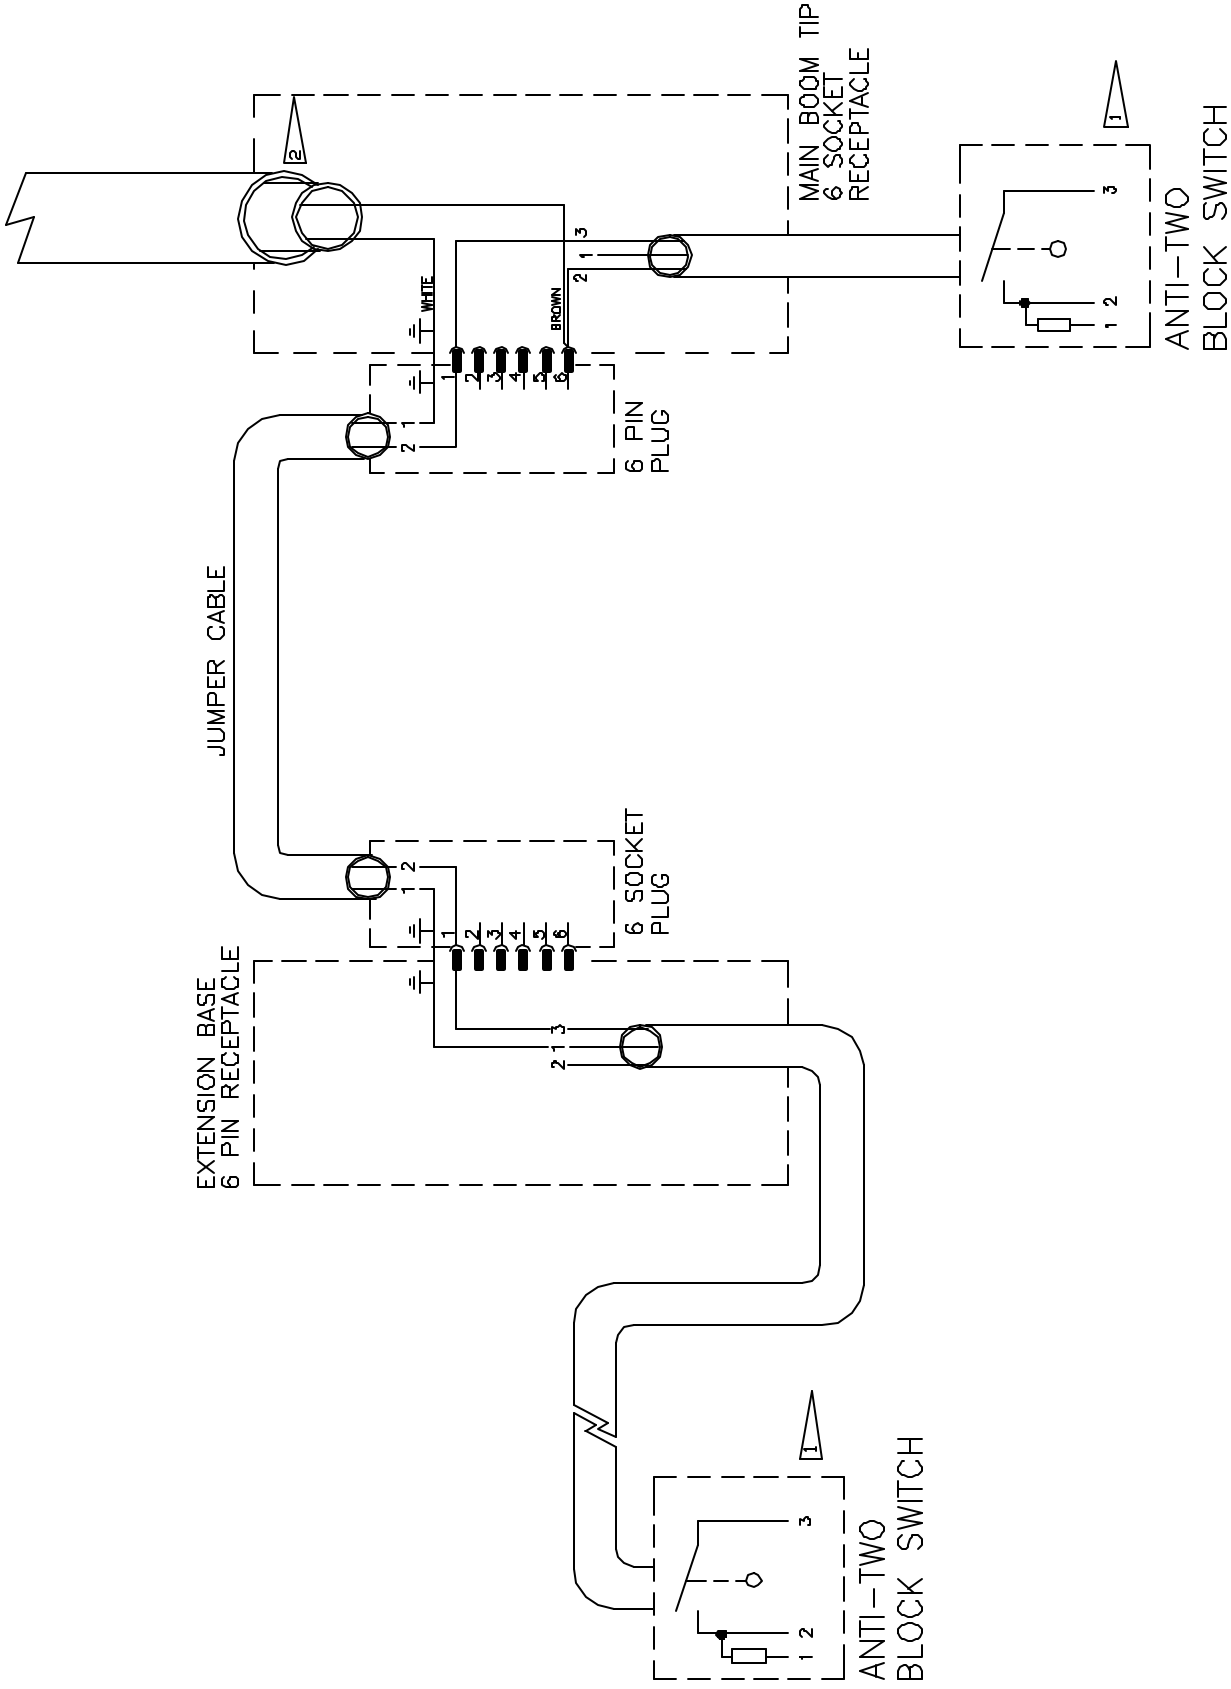 MAIN BOOM TIP
6 SOCKET
RECEPTACLE
2
1
3
2
1
ANTI-TWO
BLOCK SWITCH
WHITE
BROWN
3
1
2
1
2
3
4
5
6
1
2
6 PIN
PLUG
JUMPER CABLE
2
1
1
2
3
4
5
6
6 SOCKET
PLUG
EXTENSION BASE
6 PIN RECEPTACLE
3
1
2
1
3
2
1
ANTI-TWO
BLOCK SWITCH